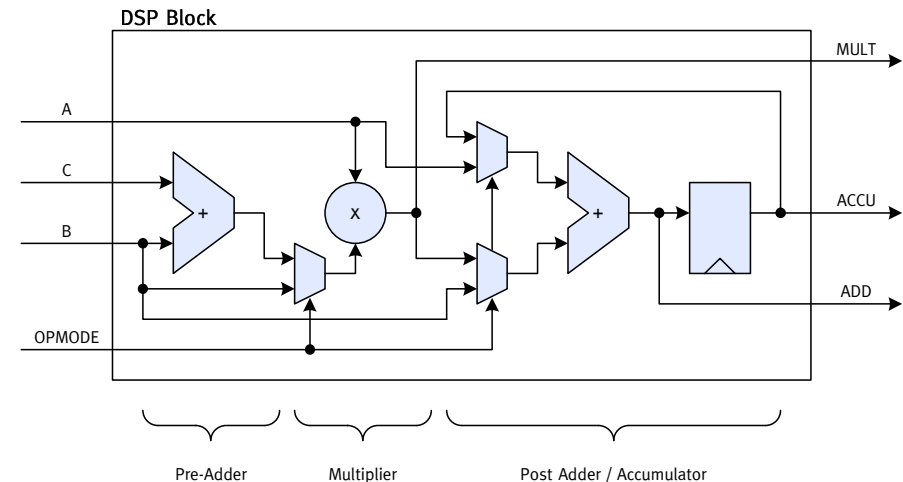 DSP Block
MULT
A
C
+
x
+
ACCU
B
ADD
OPMODE
Pre-Adder
Multiplier
Post Adder / Accumulator